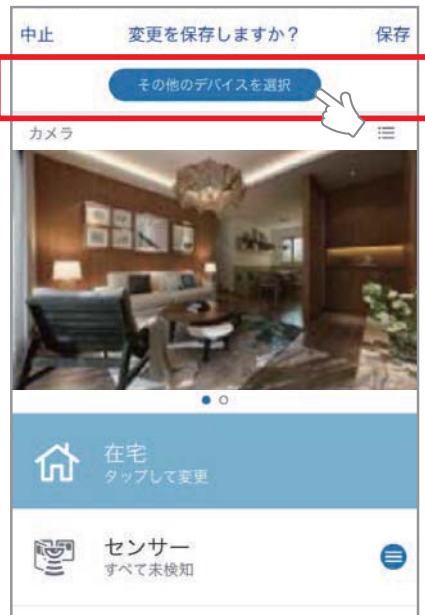 中止 変更を保存しますか？ 保存
その他のデバイスを選択
カメラ
在宅
タップして変更
センサー
すべて未検知